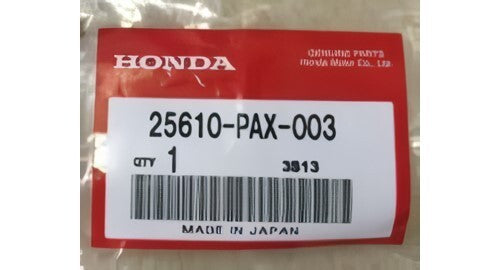 HONDA
GENUINE PARTS
Honda Motor Co., Ltd.
25610-PAX-003
QTY 1 3513
MADE IN JAPAN